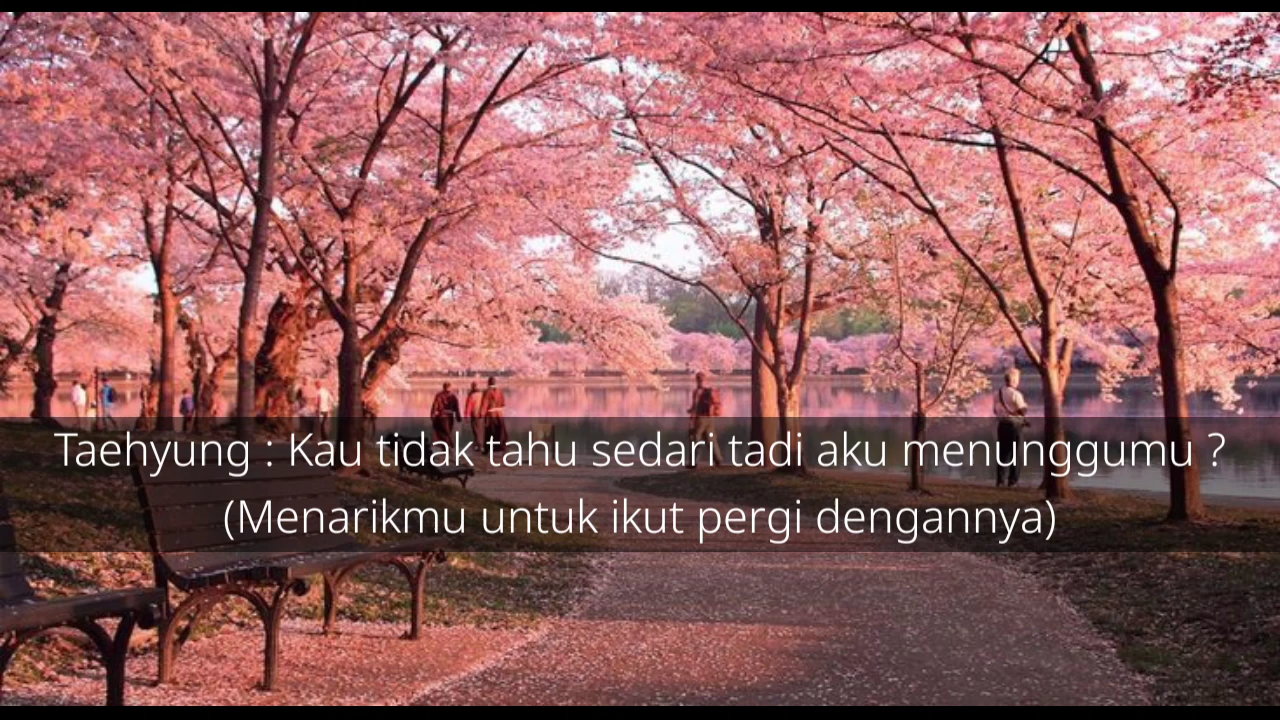 Taehyung : Kau tidak tahu sedari tadi aku menunggumu ?
(Menarikmu untuk ikut pergi dengannya)